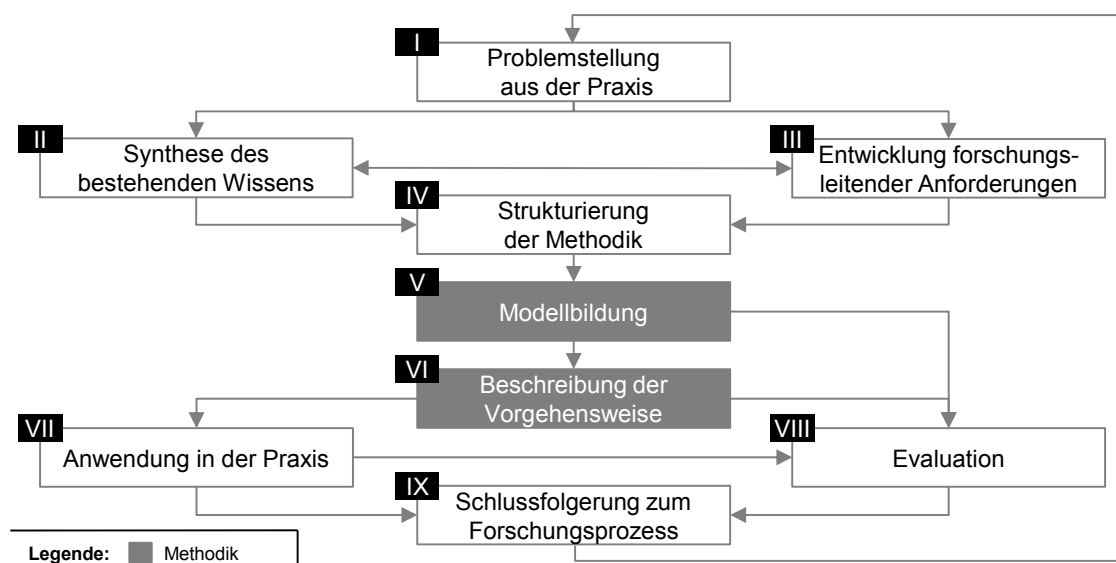 I
Problemstellung
aus der Praxis
II
Synthese des
bestehenden Wissens
III
Entwicklung forschungs-
leitender Anforderungen
IV
Strukturierung
der Methodik
V
Modellbildung
VI
Beschreibung der
Vorgehensweise
VII
Anwendung in der Praxis
VIII
Evaluation
IX
Schlussfolgerung zum
Forschungsprozess
Legende: Methodik